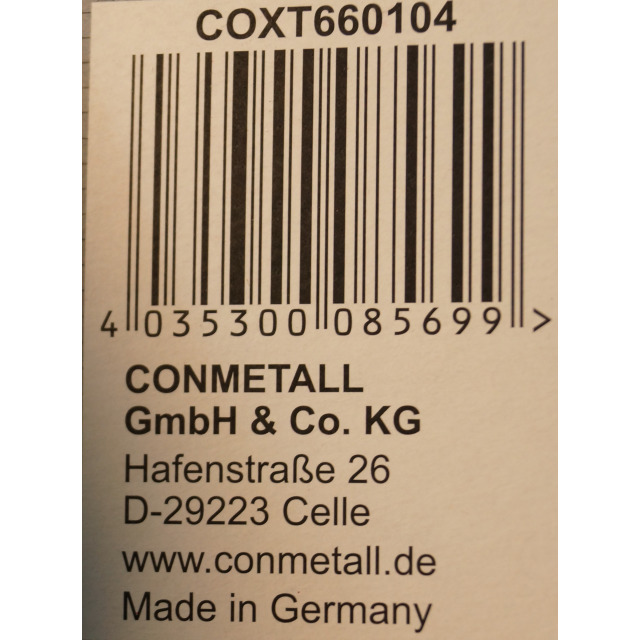 COXT660104
4 035300 085699 >
CONMETALL
GmbH & Co. KG
Hafenstraße 26
D-29223 Celle
www.conmetall.de
Made in Germany